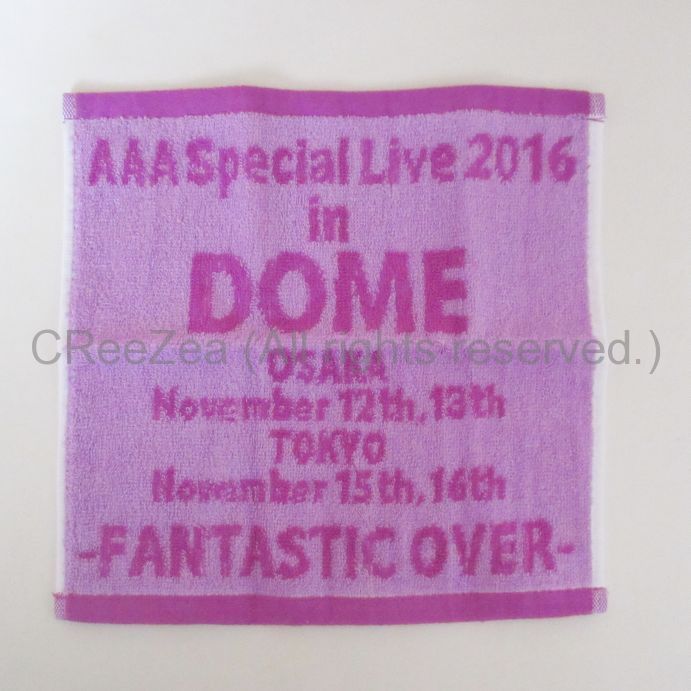 AAA Special Live 2016
in
DOME
CReeZea (All rights reserved.)
OSAKA
November 12th, 13th
TOKYO
November 15th, 16th
-FANTASTIC OVER-